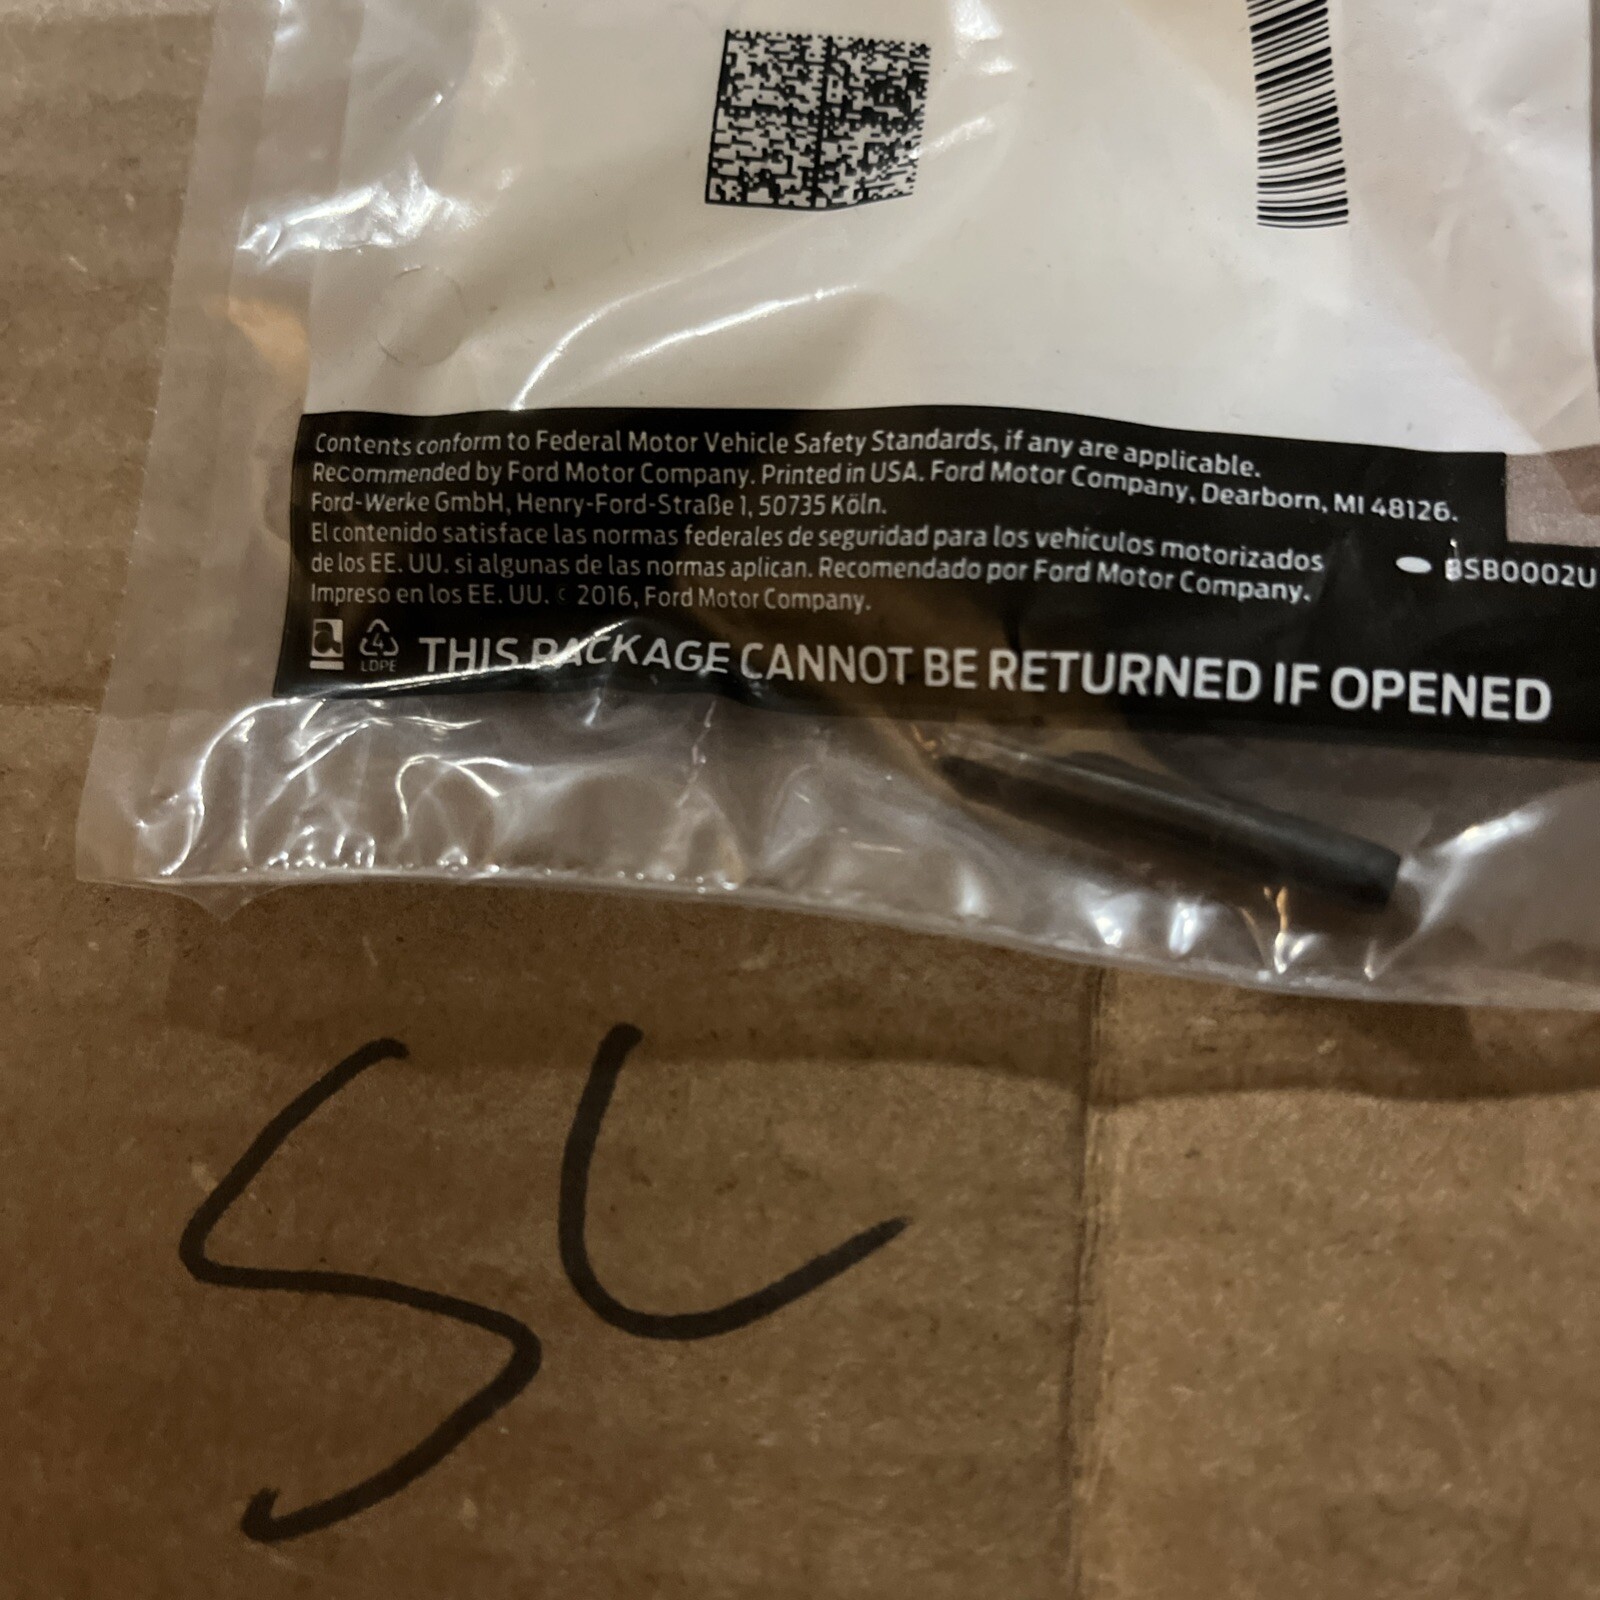 Contents conform to Federal Motor Vehicle Safety Standards, if any are applicable.
Recommended by Ford Motor Company. Printed in USA. Ford Motor Company, Dearborn, MI 48126.
Ford-Werke GmbH, Henry-Ford-Straße 1, 50735 Köln.
El contenido satisface las normas federales de seguridad para los vehículos motorizados
de los EE. UU. si algunas de las normas aplican. Recomendado por Ford Motor Company.
Impreso en los EE. UU. © 2016, Ford Motor Company.
BSB0002U
4
LDPE
THIS PACKAGE CANNOT BE RETURNED IF OPENED
SL